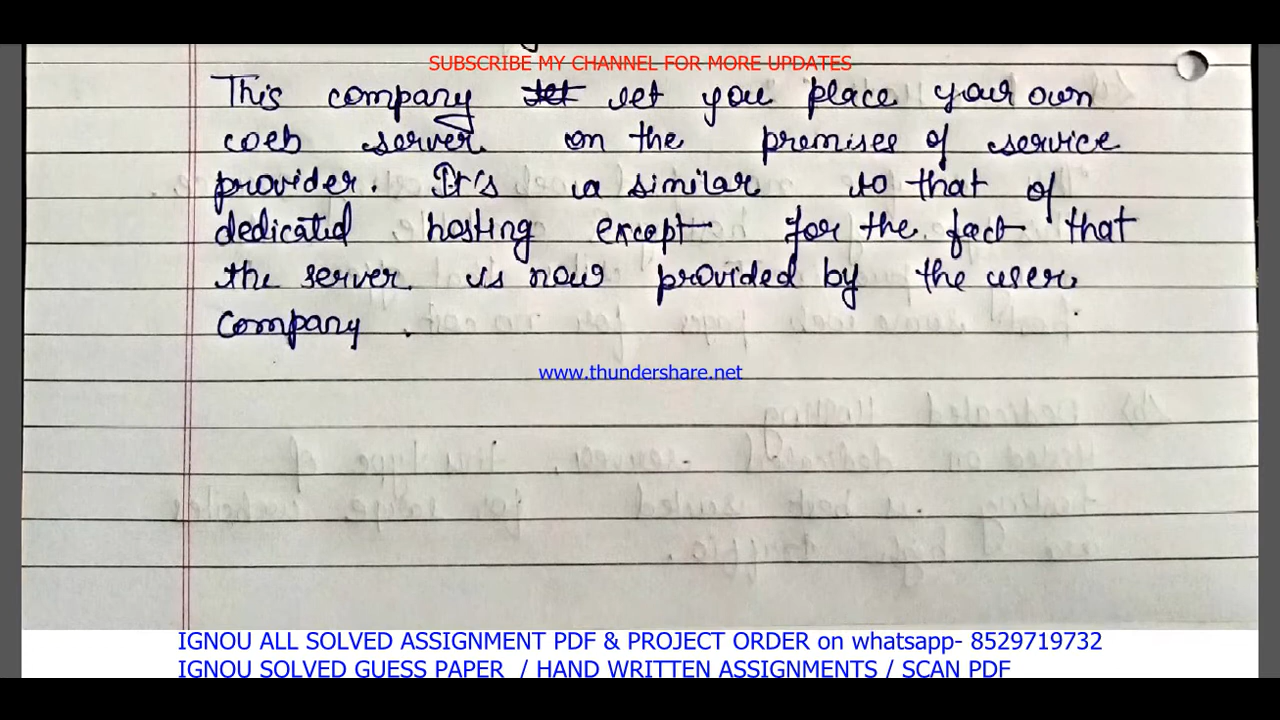 SUBSCRIBE MY CHANNEL FOR MORE UPDATES
This company let you place your own
web server on the premises of service
provider. It's a similar to that of
dedicated hosting except for the fact that
the server is now provided by the user
company.
www.thundershare.net
IGNOU ALL SOLVED ASSIGNMENT PDF & PROJECT ORDER on whatsapp- 8529719732
IGNOU SOLVED GUESS PAPER / HAND WRITTEN ASSIGNMENTS / SCAN PDF